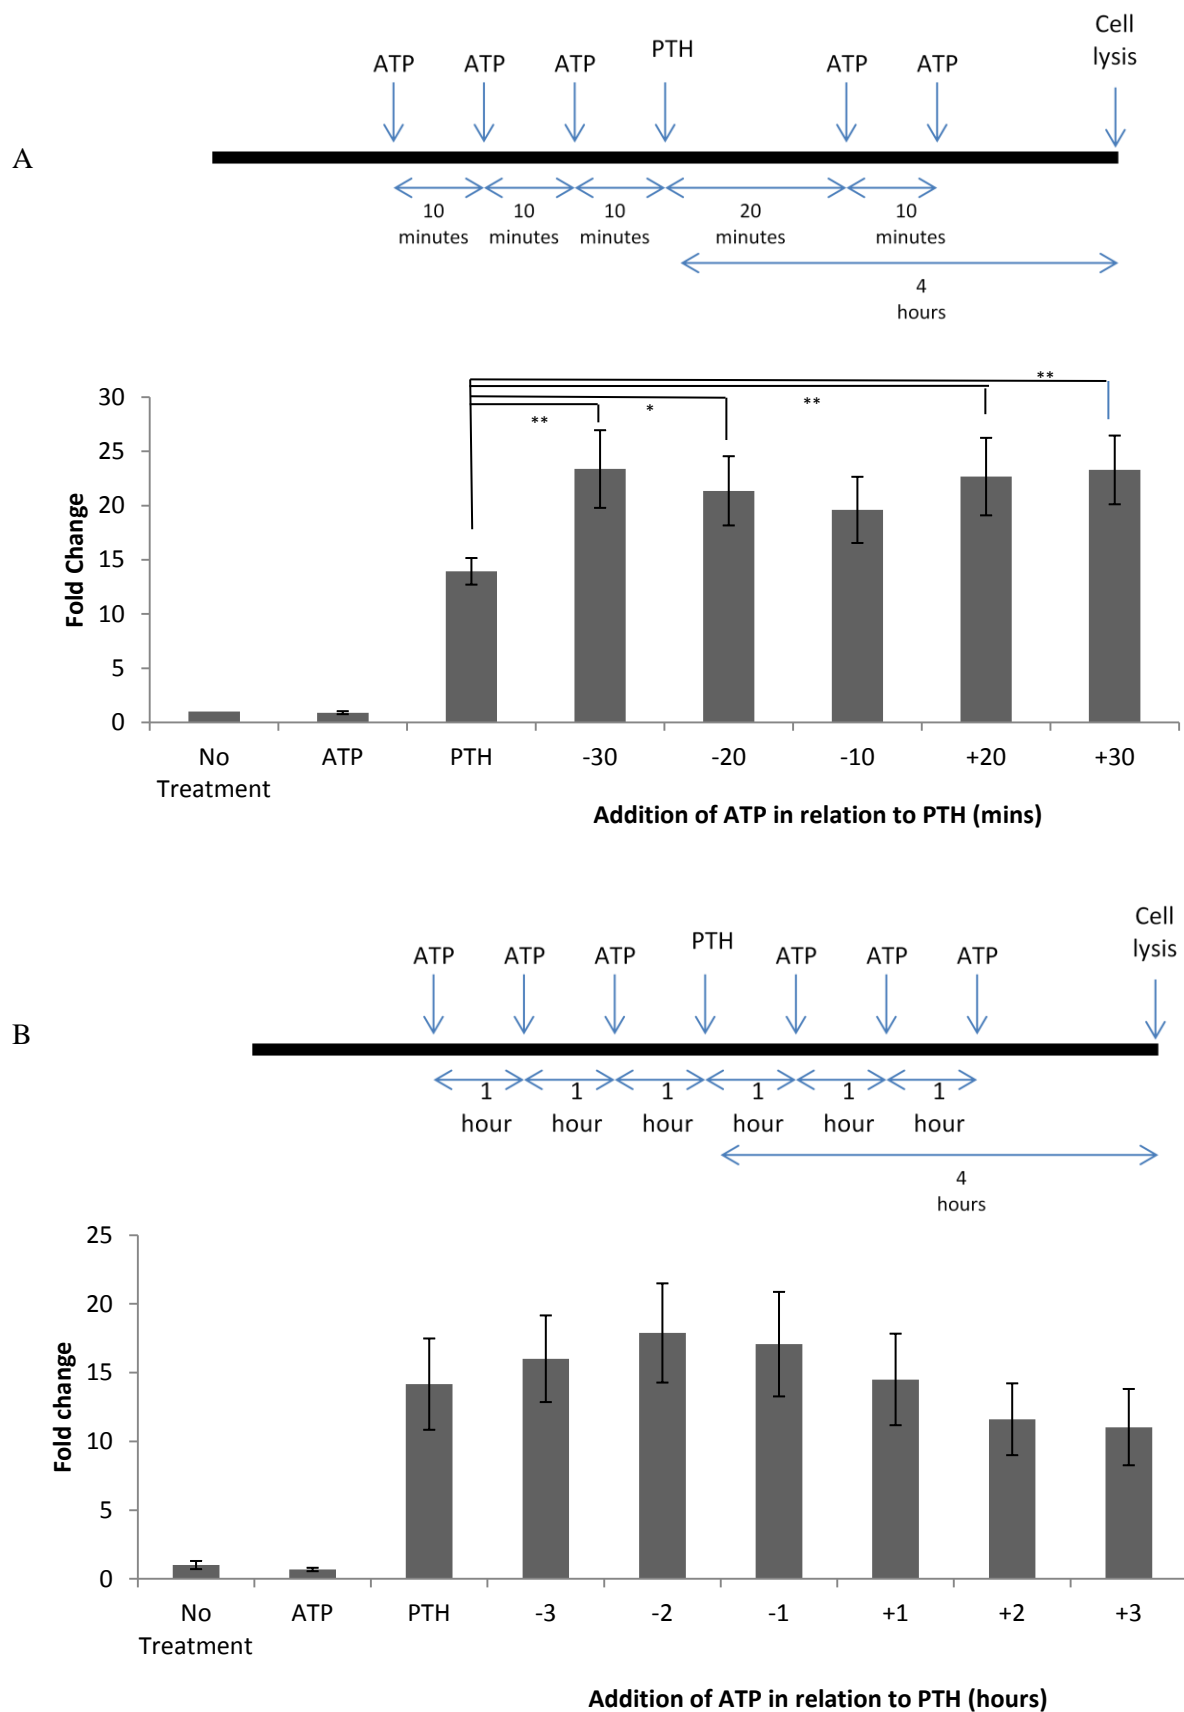 Cell
lysis
PTH
ATP ATP ATP ATP ATP
A
10 10 10 20 10
minutes minutes minutes minutes minutes
4
hours
** * ** **
30
25
20
15
10
5
0
Fold Change
No ATP PTH -30 -20 -10 +20 +30
Treatment
Addition of ATP in relation to PTH (mins)
Cell
lysis
PTH
ATP ATP ATP ATP ATP ATP
B
1 1 1 1 1 1
hour hour hour hour hour hour
4
hours
25
20
15
10
5
0
Fold change
No ATP PTH -3 -2 -1 +1 +2 +3
Treatment
Addition of ATP in relation to PTH (hours)